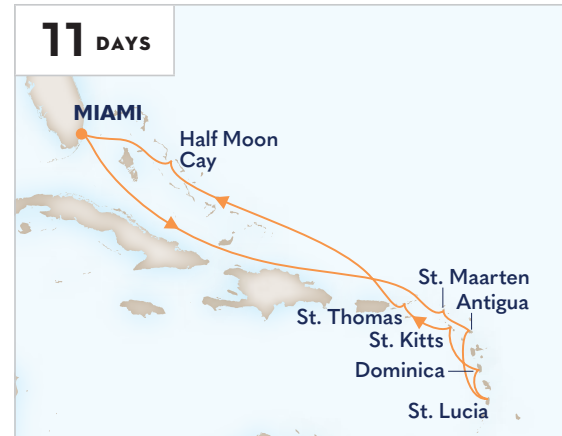 11 DAYS
MIAMI
Half Moon
Cay
St. Maarten
Antigua
St. Thomas
St. Kitts
Dominica
St. Lucia